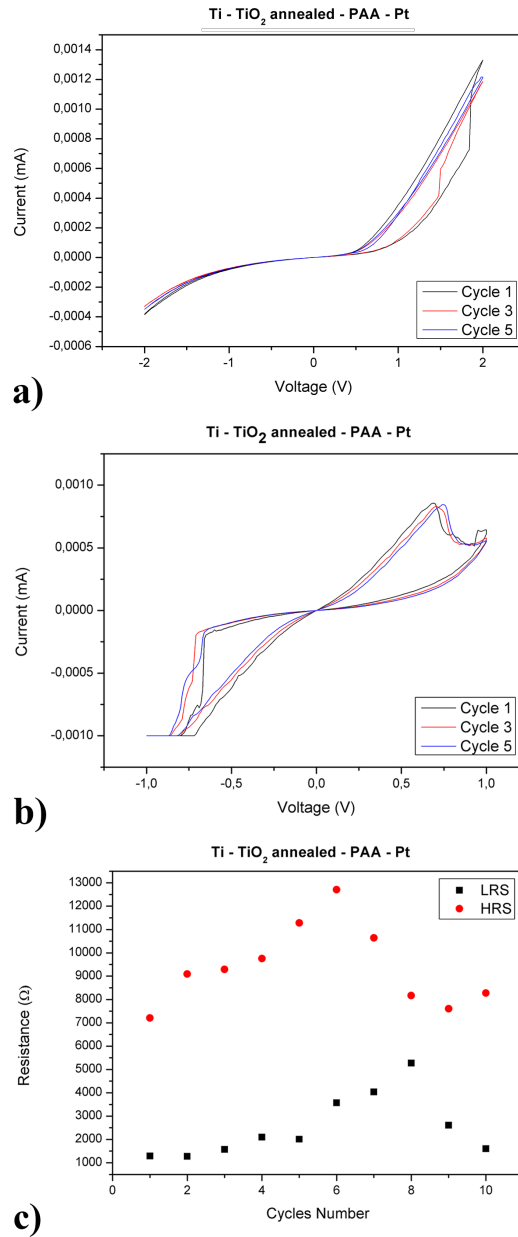 Ti - TiO2 annealed - PAA - Pt
0,0014
0,0012
0,0010
0,0008
0,0006
0,0004
0,0002
0,0000
-0,0002
-0,0004
-0,0006
Current (mA)
Cycle 1
Cycle 3
Cycle 5
-2 -1 0 1 2
Voltage (V)
a)
Ti - TiO2 annealed - PAA - Pt
0,0010
0,0005
0,0000
-0,0005
-0,0010
Current (mA)
Cycle 1
Cycle 3
Cycle 5
-1,0 -0,5 0,0 0,5 1,0
Voltage (V)
b)
Ti - TiO2 annealed - PAA - Pt
13000
12000
11000
10000
9000
8000
7000
6000
5000
4000
3000
2000
1000
Resistance (Ω)
LRS
HRS
0 2 4 6 8 10
Cycles Number
c)